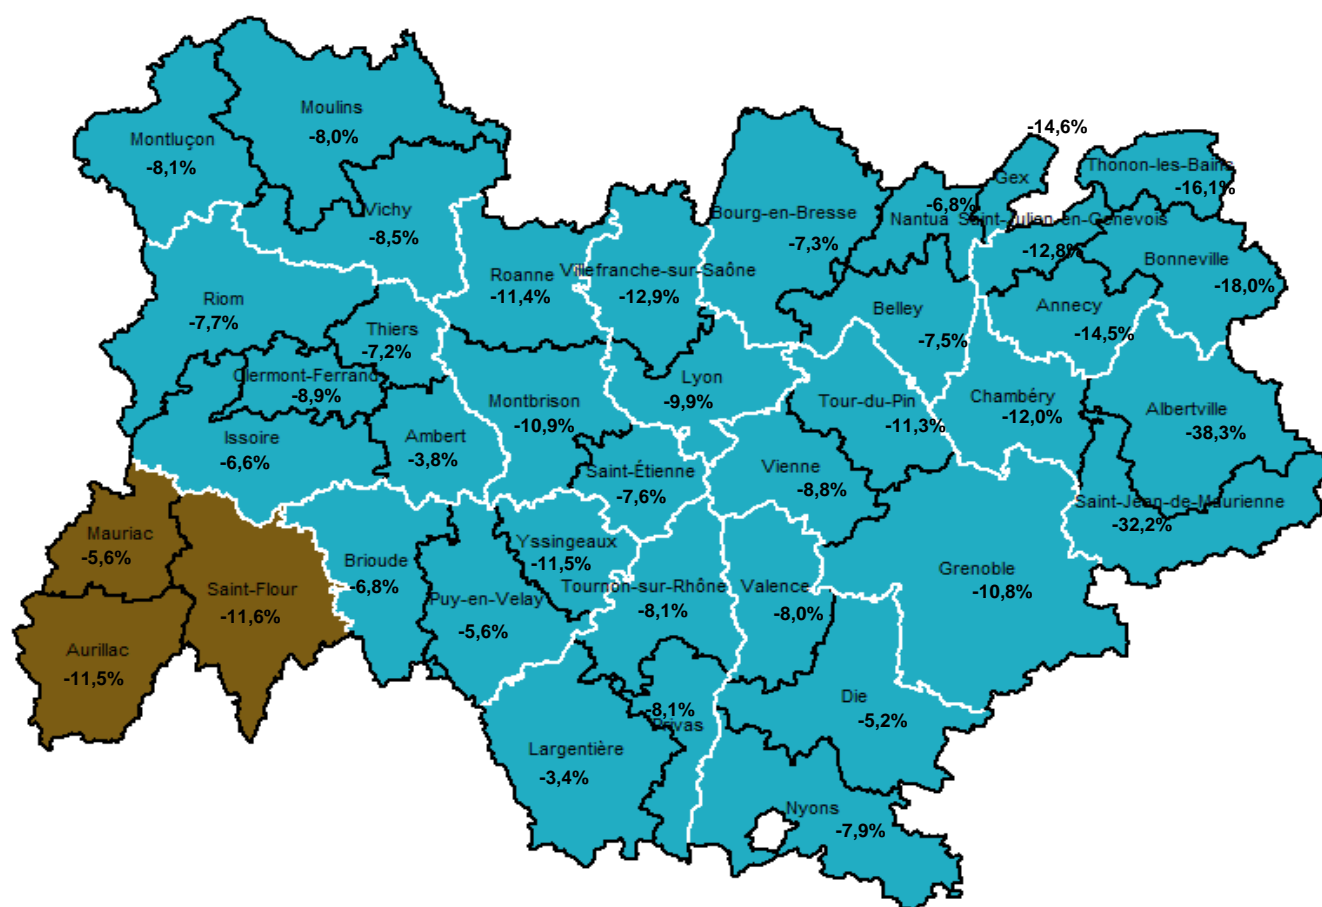 Moulins
-8,0%
Montluçon
-8,1%
Vichy
-8,5%
-14,6%
Gex
Thonon-les-Bains
-16,1%
Bourg-en-Bresse
-7,3%
-6,8%
Nantua
Saint-Julien-en-Genevois
-12,8%
Bonneville
-18,0%
Roanne
-11,4%
Villefranche-sur-Saône
-12,9%
Riom
-7,7%
Thiers
-7,2%
Belley
-7,5%
Annecy
-14,5%
Clermont-Ferrand
-8,9%
Lyon
-9,9%
Montbrison
-10,9%
Tour-du-Pin
-11,3%
Chambéry
-12,0%
Albertville
-38,3%
Issoire
-6,6%
Ambert
-3,8%
Saint-Étienne
-7,6%
Vienne
-8,8%
Saint-Jean-de-Maurienne
-32,2%
Mauriac
-5,6%
Saint-Flour
-11,6%
Brioude
-6,8%
Yssingeaux
-11,5%
Puy-en-Velay
-5,6%
Tournon-sur-Rhône
-8,1%
Valence
-8,0%
Grenoble
-10,8%
Aurillac
-11,5%
-8,1%
Privas
Die
-5,2%
Largentière
-3,4%
Nyons
-7,9%